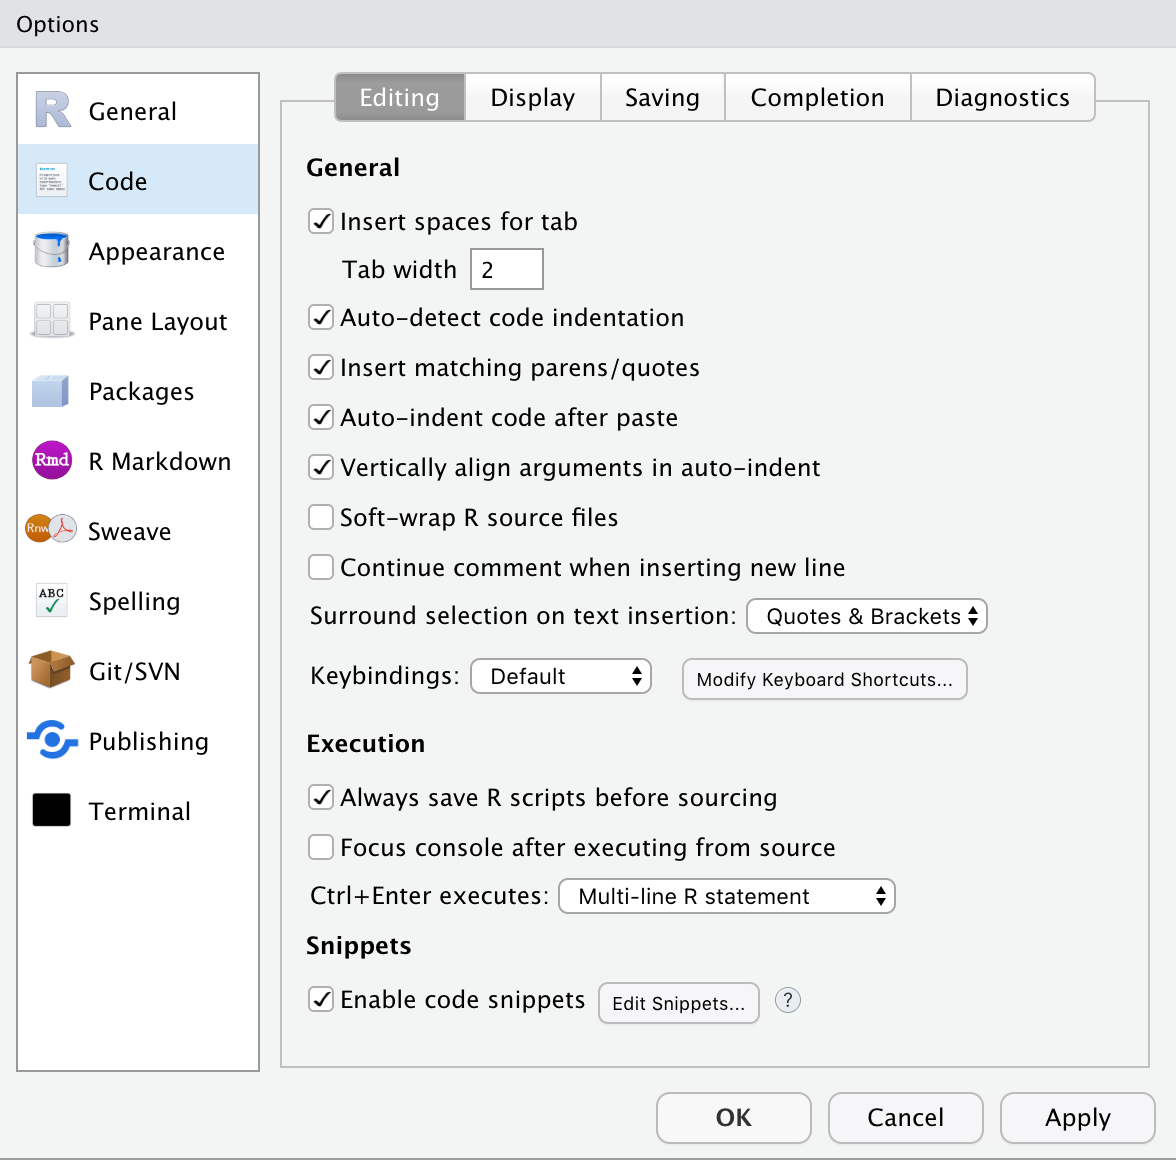 Options
General
Code
Appearance
Pane Layout
Packages
Rmd R Markdown
Rnw Sweave
ABC Spelling
Git/SVN
Publishing
Terminal
Editing Display Saving Completion Diagnostics
General
Insert spaces for tab
Tab width 2
Auto-detect code indentation
Insert matching parens/quotes
Auto-indent code after paste
Vertically align arguments in auto-indent
Soft-wrap R source files
Continue comment when inserting new line
Surround selection on text insertion: Quotes & Brackets
Keybindings: Default Modify Keyboard Shortcuts...
Execution
Always save R scripts before sourcing
Focus console after executing from source
Ctrl+Enter executes: Multi-line R statement
Snippets
Enable code snippets Edit Snippets... ?
OK Cancel Apply